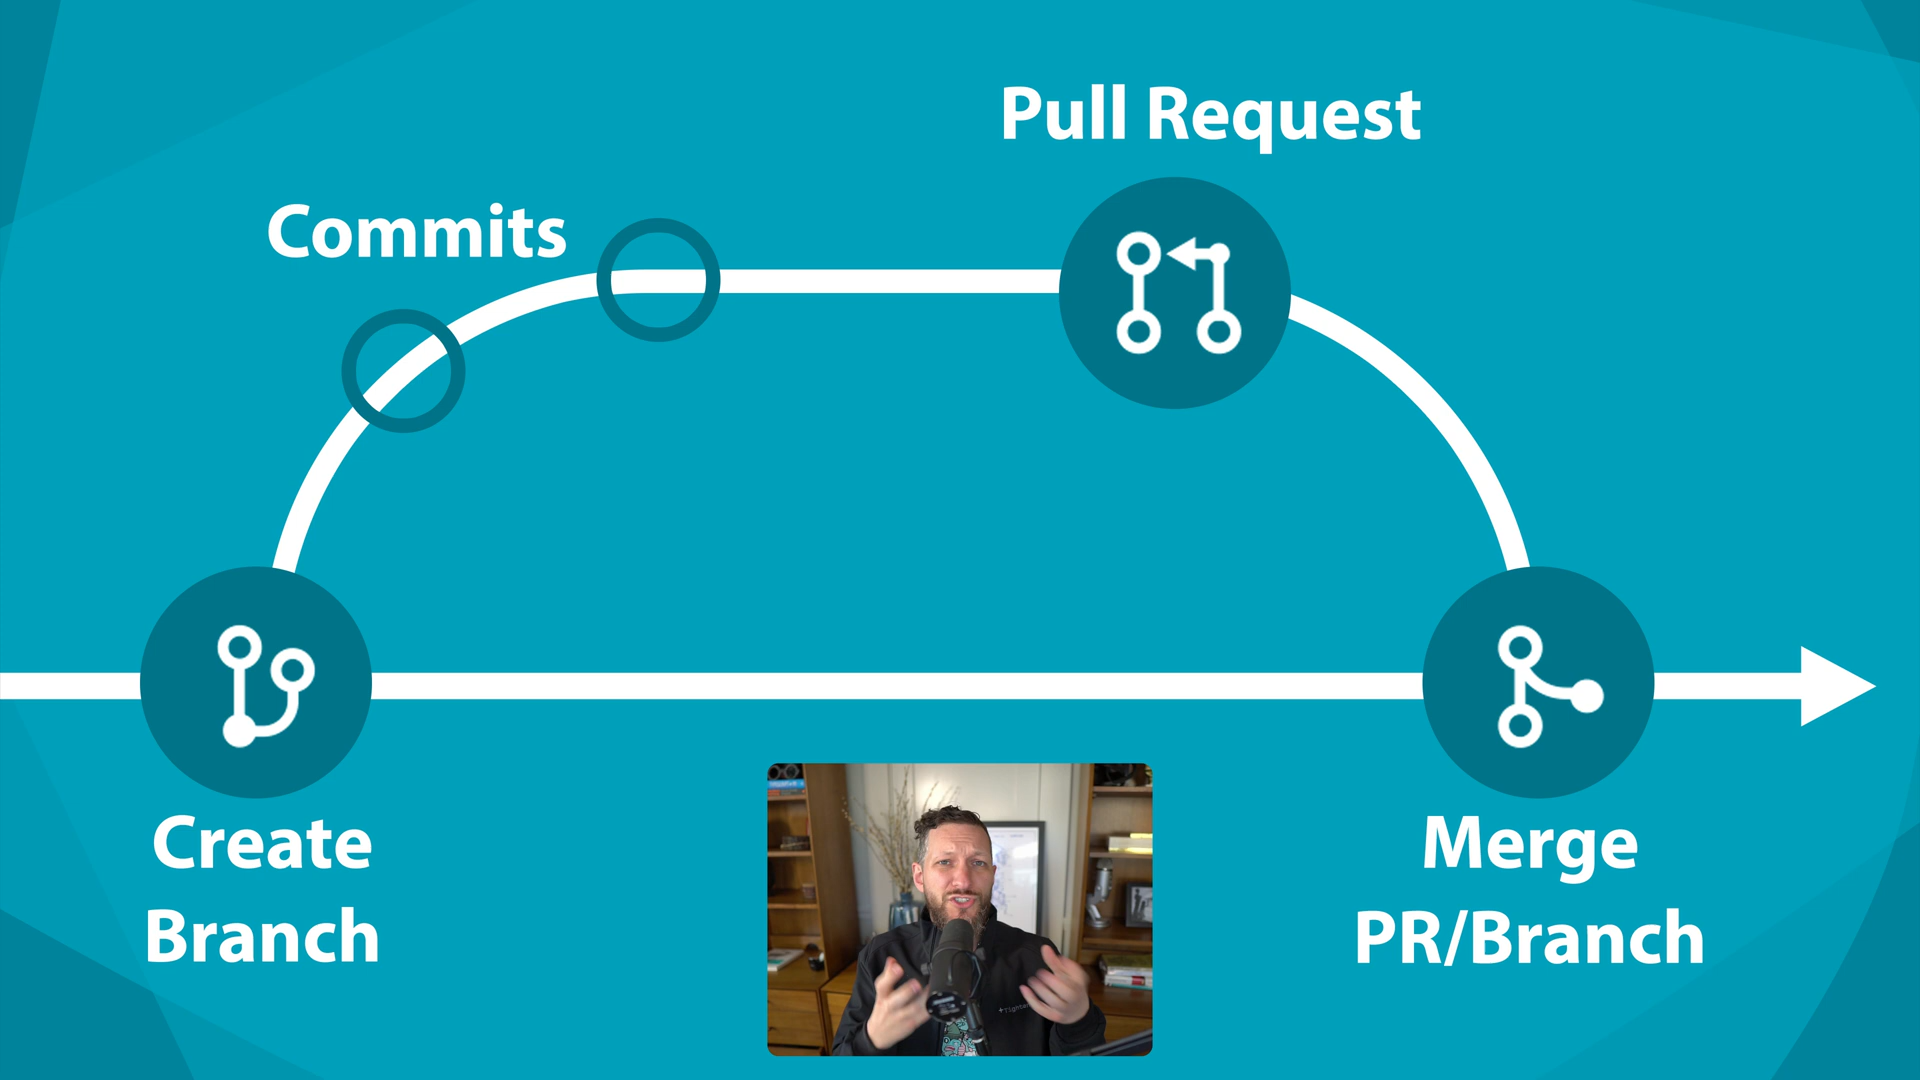 Pull Request
Commits
Create
Branch
Merge
PR/Branch